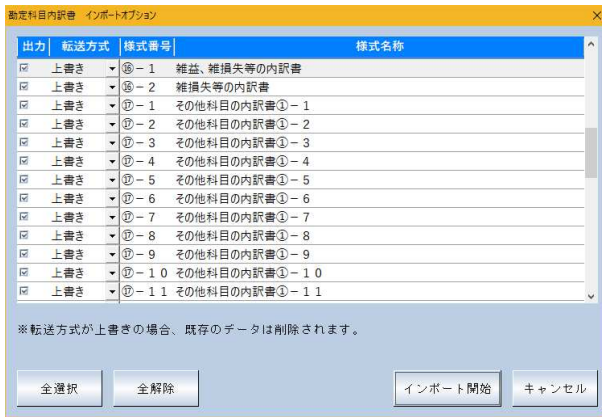 勘定科目内訳書 インポートオプション
出力 転送方式 様式番号 様式名称
上書き ⑯－１ 雑益、雑損失等の内訳書
上書き ⑯－２ 雑損失等の内訳書
上書き ⑰－１ その他科目の内訳書①－１
上書き ⑰－２ その他科目の内訳書①－２
上書き ⑰－３ その他科目の内訳書①－３
上書き ⑰－４ その他科目の内訳書①－４
上書き ⑰－５ その他科目の内訳書①－５
上書き ⑰－６ その他科目の内訳書①－６
上書き ⑰－７ その他科目の内訳書①－７
上書き ⑰－８ その他科目の内訳書①－８
上書き ⑰－９ その他科目の内訳書①－９
上書き ⑰－１０ その他科目の内訳書①－１０
上書き ⑰－１１ その他科目の内訳書①－１１
※転送方式が上書きの場合、既存のデータは削除されます。
全選択 全解除 インポート開始 キャンセル